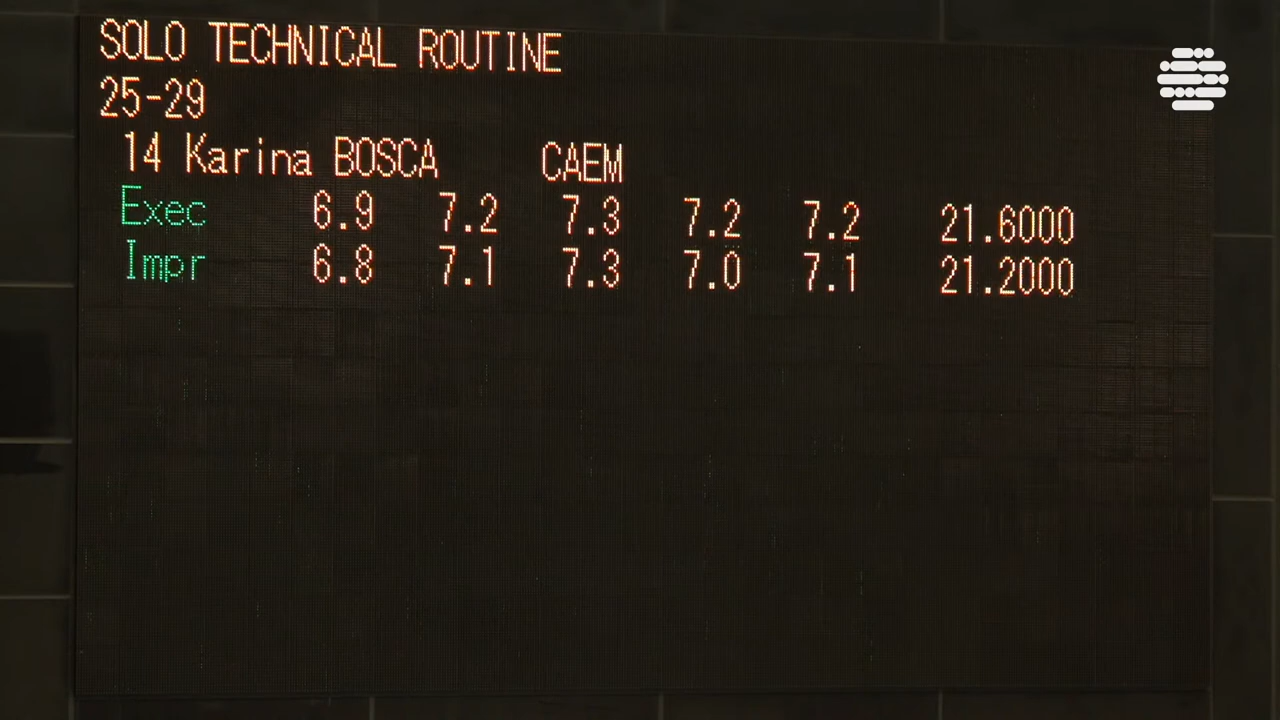 SOLO TECHNICAL ROUTINE
25-29
14 Karina BOSCA CAEM
Exec 6.9 7.2 7.3 7.2 7.2 21.6000
Impr 6.8 7.1 7.3 7.0 7.1 21.2000